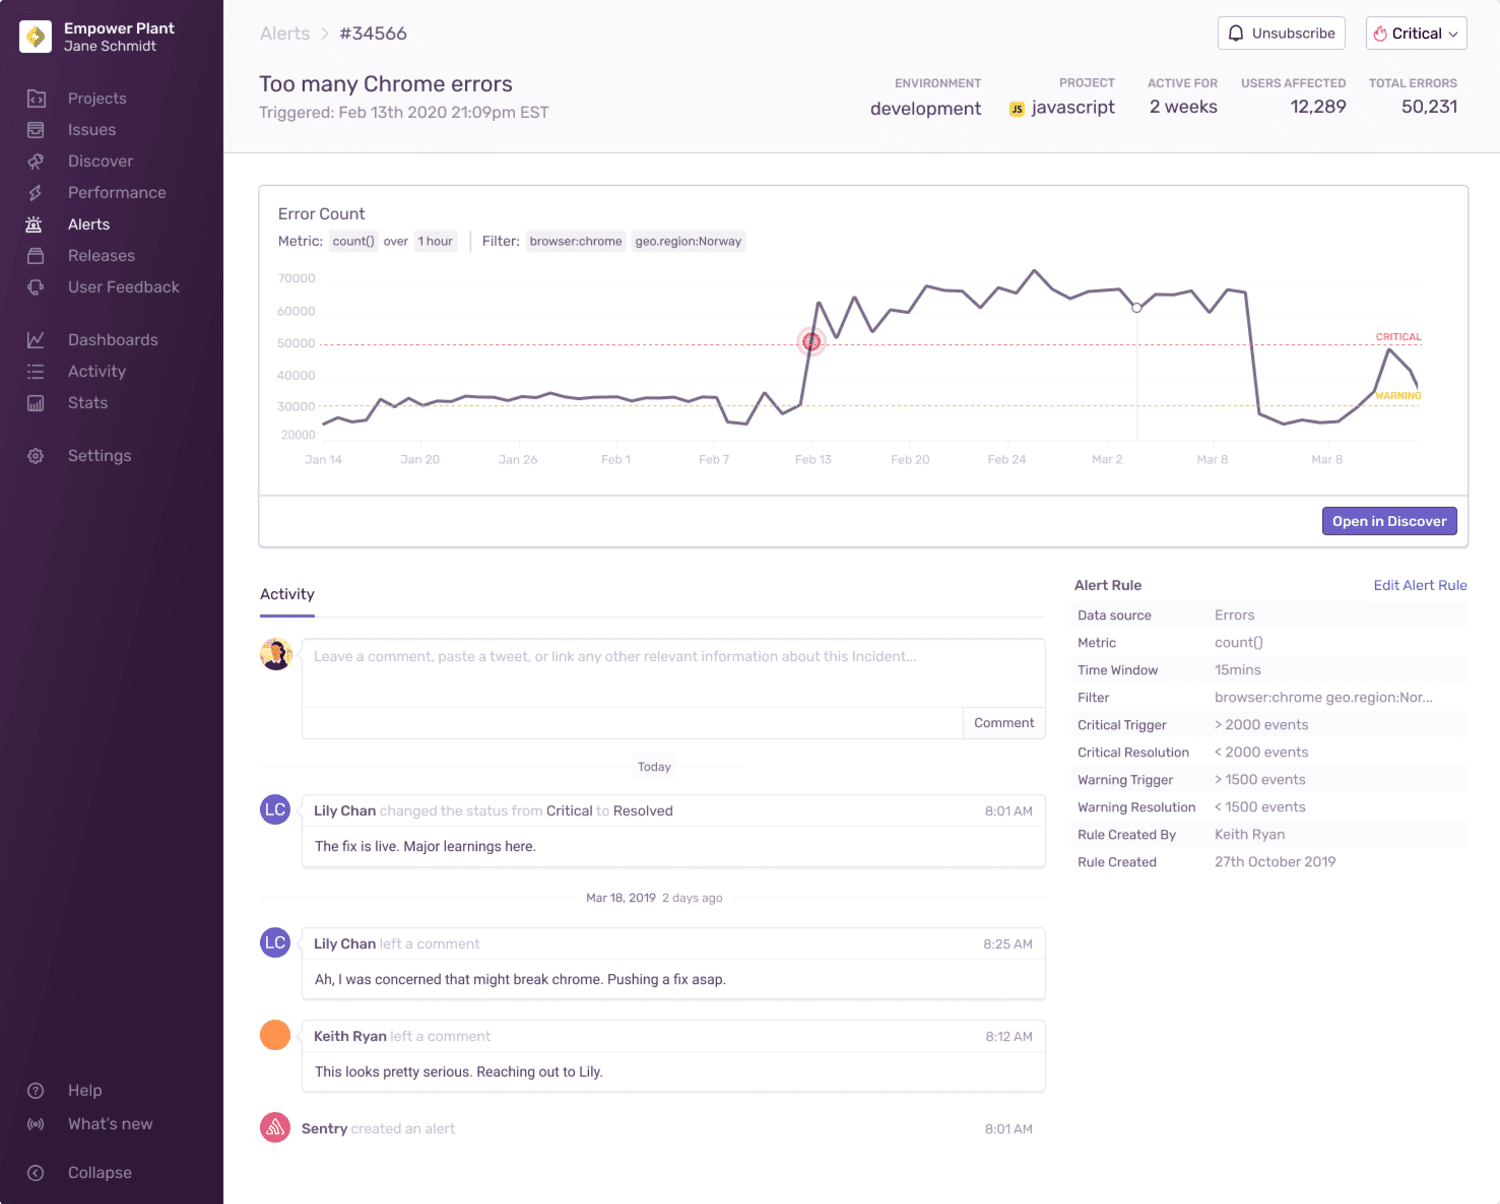 Empower Plant
Jane Schmidt
Projects
Issues
Discover
Performance
Alerts
Releases
User Feedback
Dashboards
Activity
Stats
Settings
Help
What's new
Collapse
Alerts > #34566
Unsubscribe
Critical
Too many Chrome errors
Triggered: Feb 13th 2020 21:09pm EST
ENVIRONMENT
development
PROJECT
JS javascript
ACTIVE FOR
2 weeks
USERS AFFECTED
12,289
TOTAL ERRORS
50,231
Error Count
Metric: count() over 1 hour | Filter: browser:chrome geo.region:Norway
70000
60000
50000
40000
30000
20000
CRITICAL
WARNING
Jan 14 Jan 20 Jan 26 Feb 1 Feb 7 Feb 13 Feb 20 Feb 24 Mar 2 Mar 8 Mar 8
Open in Discover
Activity
Leave a comment, paste a tweet, or link any other relevant information about this Incident...
Comment
Today
LC
Lily Chan changed the status from Critical to Resolved 8:01 AM
The fix is live. Major learnings here.
Mar 18, 2019 2 days ago
LC
Lily Chan left a comment 8:25 AM
Ah, I was concerned that might break chrome. Pushing a fix asap.
Keith Ryan left a comment 8:12 AM
This looks pretty serious. Reaching out to Lily.
Sentry created an alert 8:01 AM
Alert Rule Edit Alert Rule
Data source Errors
Metric count()
Time Window 15mins
Filter browser:chrome geo.region:Nor...
Critical Trigger > 2000 events
Critical Resolution < 2000 events
Warning Trigger > 1500 events
Warning Resolution < 1500 events
Rule Created By Keith Ryan
Rule Created 27th October 2019